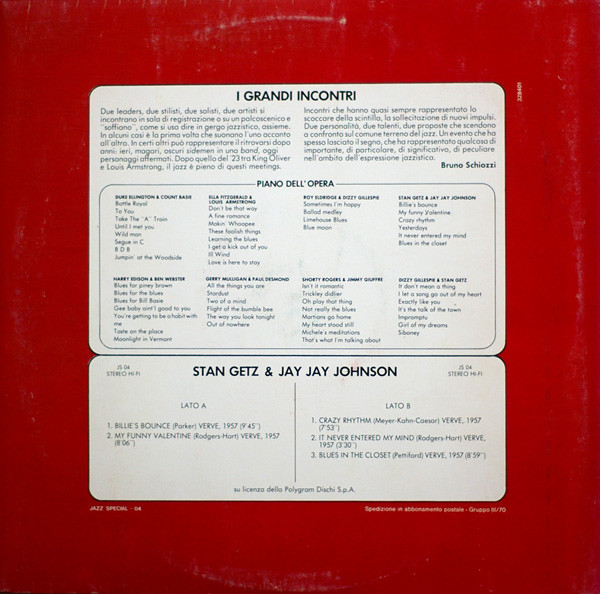 328401
I GRANDI INCONTRI
Due leaders, due stilisti, due solisti, due artisti si
incontrano in sala di registrazione o su un palcoscenico e
"soffiano", come si usa dire in gergo jazzistico, assieme.
In alcuni casi è la prima volta che suonano l'uno accanto
all'altro. In certi altri può rappresentare il ritrovarsi dopo
anni: ieri, magari, oscuri sidemen in una band, oggi
personaggi affermati. Dopo quello del '23 tra King Oliver
e Louis Armstrong, il jazz è pieno di questi meetings.
Incontri che hanno quasi sempre rappresentato lo
scoccare della scintilla, la sollecitazione di nuovi impulsi.
Due personalità, due talenti, due proposte che scendono
a confronto sul comune terreno del jazz. Un evento che ha
spesso lasciato il segno, che ha rappresentato qualcosa di
importante, di particolare, di significativo, di peculiare
nell'ambito dell'espressione jazzistica.
Bruno Schiozzi
PIANO DELL'OPERA
DUKE ELLINGTON & COUNT BASIE
Battle Royal
To You
Take The "A" Train
Until I met you
Wild man
Segue in C
B D B
Jumpin' at the Woodside
ELLA FITZGERALD &
LOUIS ARMSTRONG
Don't be that way
A fine romance
Makin' Whoopee
These foolish things
Learning the blues
I get a kick out of you
Ill Wind
Love is here to stay
ROY ELDRIDGE & DIZZY GILLESPIE
Sometimes I'm happy
Ballad medley
Limehouse Blues
Blue moon
STAN GETZ & JAY JAY JOHNSON
Billie's bounce
My funny Valentine
Crazy rhythm
Yesterdays
It never entered my mind
Blues in the closet
HARRY EDISON & BEN WEBSTER
Blues for piney brown
Blues for the blues
Blues for Bill Basie
Gee baby ain't good to you
You're getting to be a habit with
me
Taste on the place
Moonlight in Vermont
GERRY MULLIGAN & PAUL DESMOND
All the things you are
Stardust
Two of a mind
Flight of the bumble bee
The way you look tonight
Out of nowhere
SHORTY ROGERS & JIMMY GIUFFRE
Isn't it romantic
Trickley didlier
Oh play that thing
Not really the blues
Martians go home
My heart stood still
Michele's meditations
That's what I'm talking about
DIZZY GILLESPIE & STAN GETZ
It don't mean a thing
I let a song go out of my heart
Exactly like you
It's the talk of the town
Impromptu
Girl of my dreams
Siboney
JS 04
STEREO HI-FI
STAN GETZ & JAY JAY JOHNSON
JS 04
STEREO HI-FI
LATO A
1. BILLIE'S BOUNCE (Parker) VERVE, 1957 (9'45")
2. MY FUNNY VALENTINE (Rodgers-Hart) VERVE, 1957
(8'06")
LATO B
1. CRAZY RHYTHM (Meyer-Kahn-Caesar) VERVE, 1957
(7'53")
2. IT NEVER ENTERED MY MIND (Rodgers-Hart) VERVE,
1957 (3'30")
3. BLUES IN THE CLOSET (Pettiford) VERVE, 1957 (8'59")
su licenza della Polygram Dischi S.p.A.
JAZZ SPECIAL - 04
Spedizione in abbonamento postale - Gruppo III/70